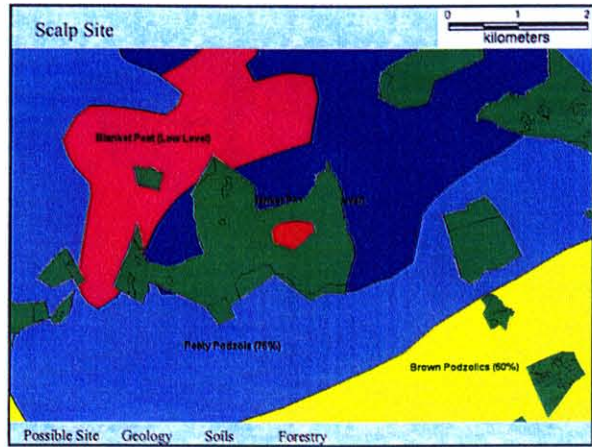 Scalp Site
0 1 2
kilometers
Blanket Peat (Low Level)
Peaty Podzols (75%)
Brown Podzolics (60%)
Possible Site Geology Soils Forestry